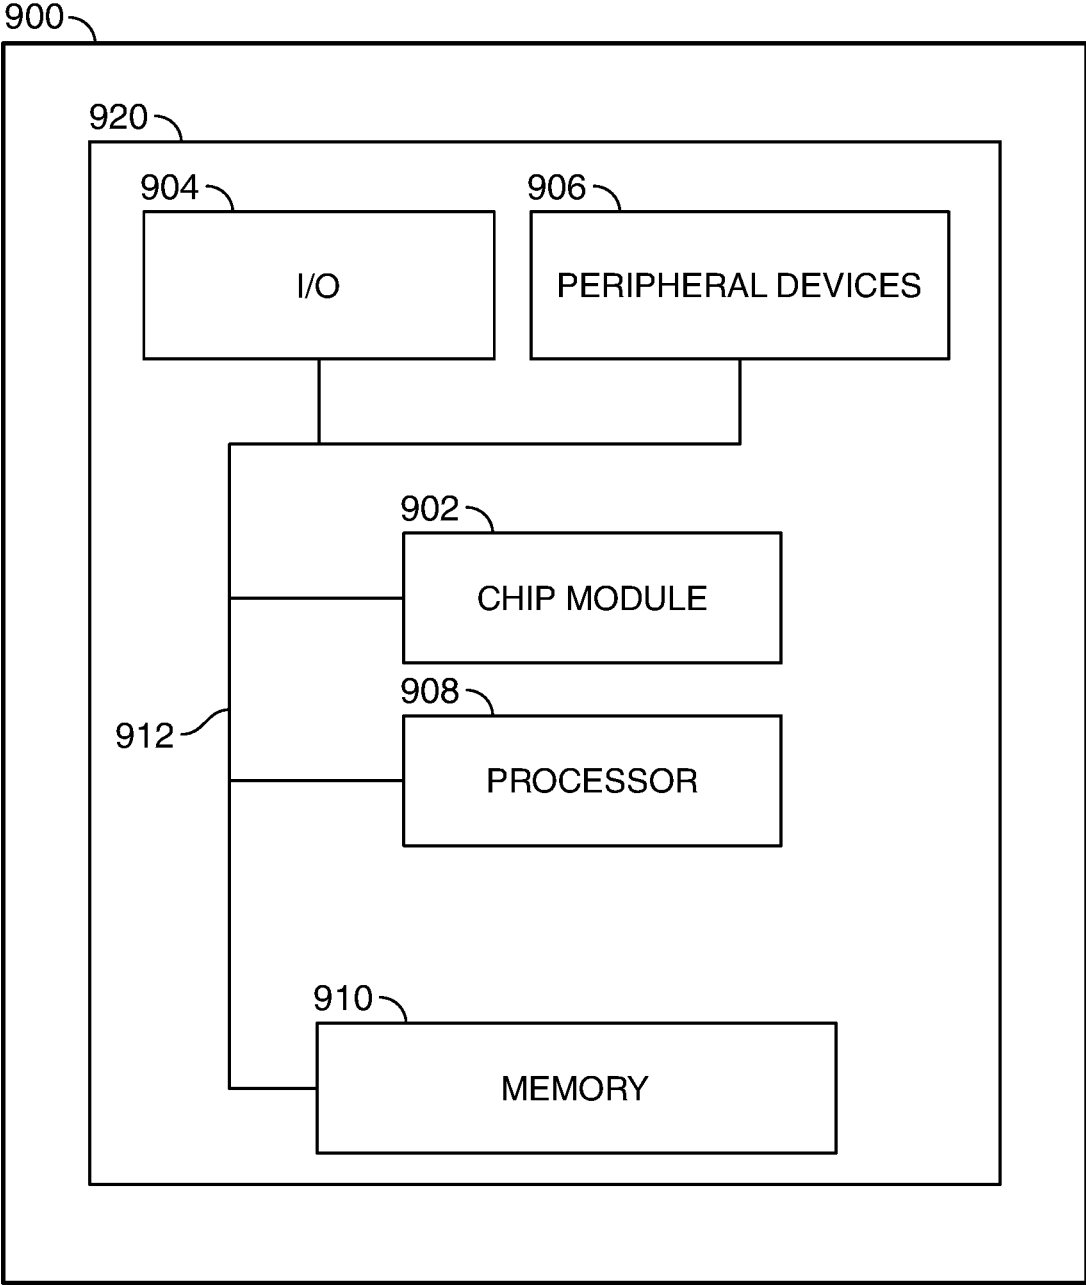 900
920
904
906
I/O
PERIPHERAL DEVICES
902
CHIP MODULE
908
912
PROCESSOR
910
MEMORY